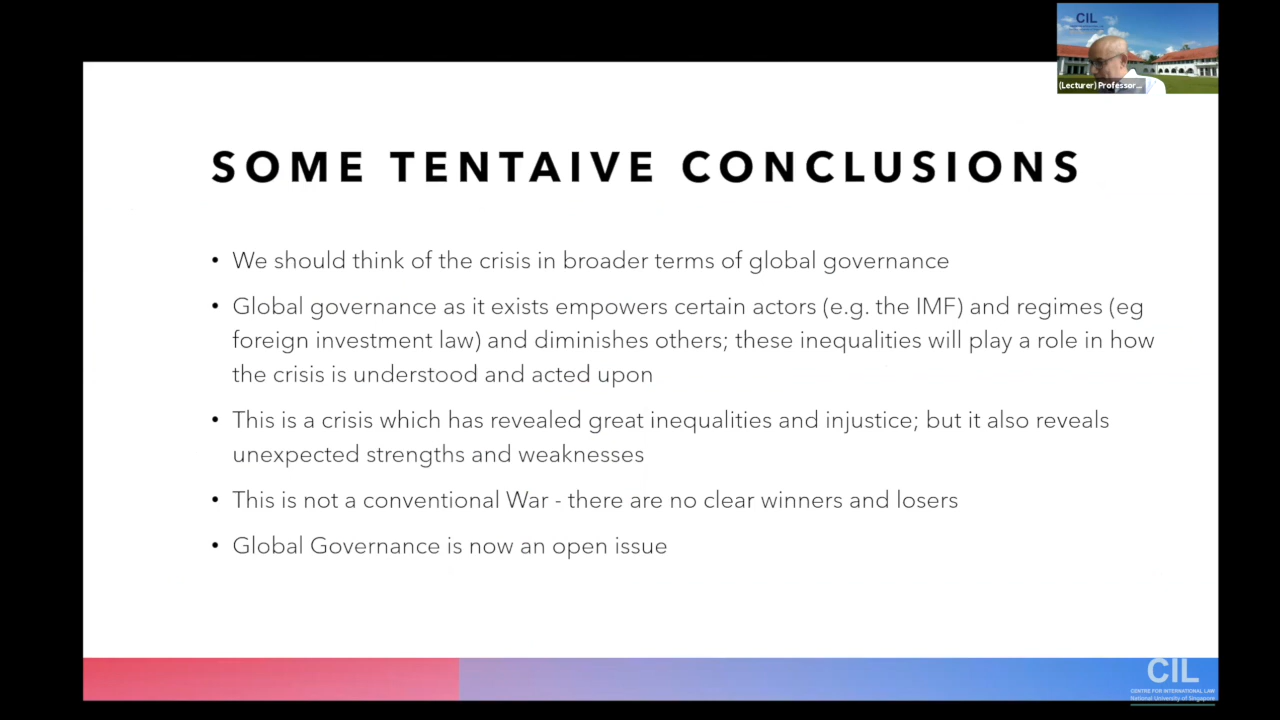 CIL
(Lecturer) Professor...
SOME TENTAIVE CONCLUSIONS
• We should think of the crisis in broader terms of global governance
• Global governance as it exists empowers certain actors (e.g. the IMF) and regimes (eg
foreign investment law) and diminishes others; these inequalities will play a role in how
the crisis is understood and acted upon
• This is a crisis which has revealed great inequalities and injustice; but it also reveals
unexpected strengths and weaknesses
• This is not a conventional War - there are no clear winners and losers
• Global Governance is now an open issue
CIL
CENTRE FOR INTERNATIONAL LAW
National University of Singapore